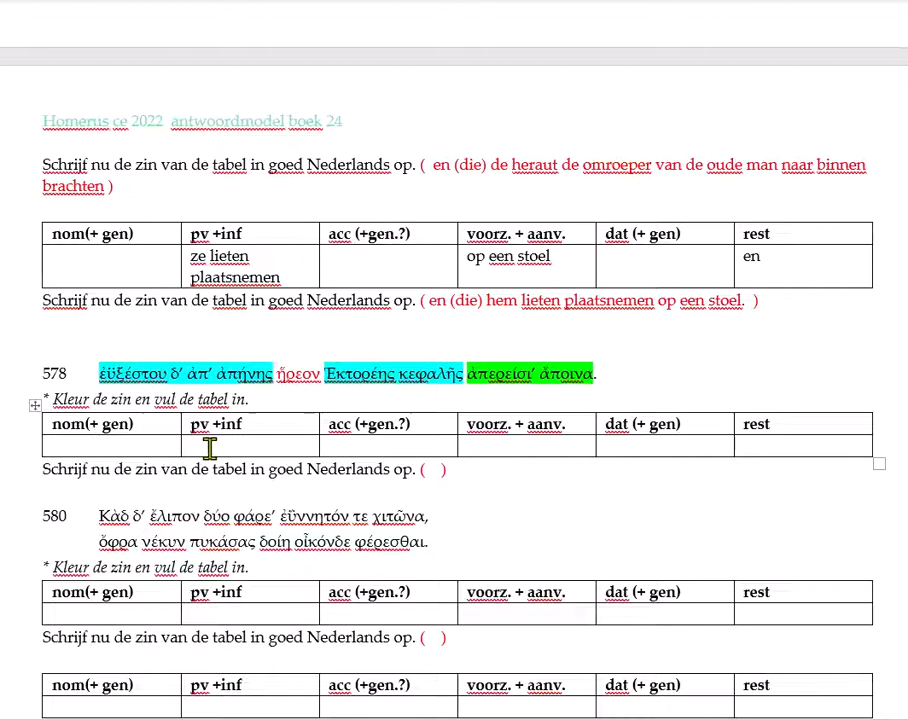 Homerus ce 2022 antwoordmodel boek 24
Schrijf nu de zin van de tabel in goed Nederlands op. ( en (die) de heraut de omroeper van de oude man naar binnen
brachten )
nom(+ gen) pv +inf acc (+gen.?) voorz. + aanv. dat (+ gen) rest
ze lieten op een stoel en
plaatsnemen
Schrijf nu de zin van de tabel in goed Nederlands op. ( en (die) hem lieten plaatsnemen op een stoel. )
578 ἐϋξέστου δ’ ἀπ’ ἀπήνης ᾕρεον Ἑκτορέης κεφαλῆς ἀπερείσι’ ἄποινα.
* Kleur de zin en vul de tabel in.
nom(+ gen) pv +inf acc (+gen.?) voorz. + aanv. dat (+ gen) rest
Schrijf nu de zin van de tabel in goed Nederlands op. ( )
580 Κὰδ δ’ ἔλιπον δύο φάρε’ ἐΰννητόν τε χιτῶνα,
ὄφρα νέκυν πυκάσας δοίη οἶκόνδε φέρεσθαι.
* Kleur de zin en vul de tabel in.
nom(+ gen) pv +inf acc (+gen.?) voorz. + aanv. dat (+ gen) rest
Schrijf nu de zin van de tabel in goed Nederlands op. ( )
nom(+ gen) pv +inf acc (+gen.?) voorz. + aanv. dat (+ gen) rest